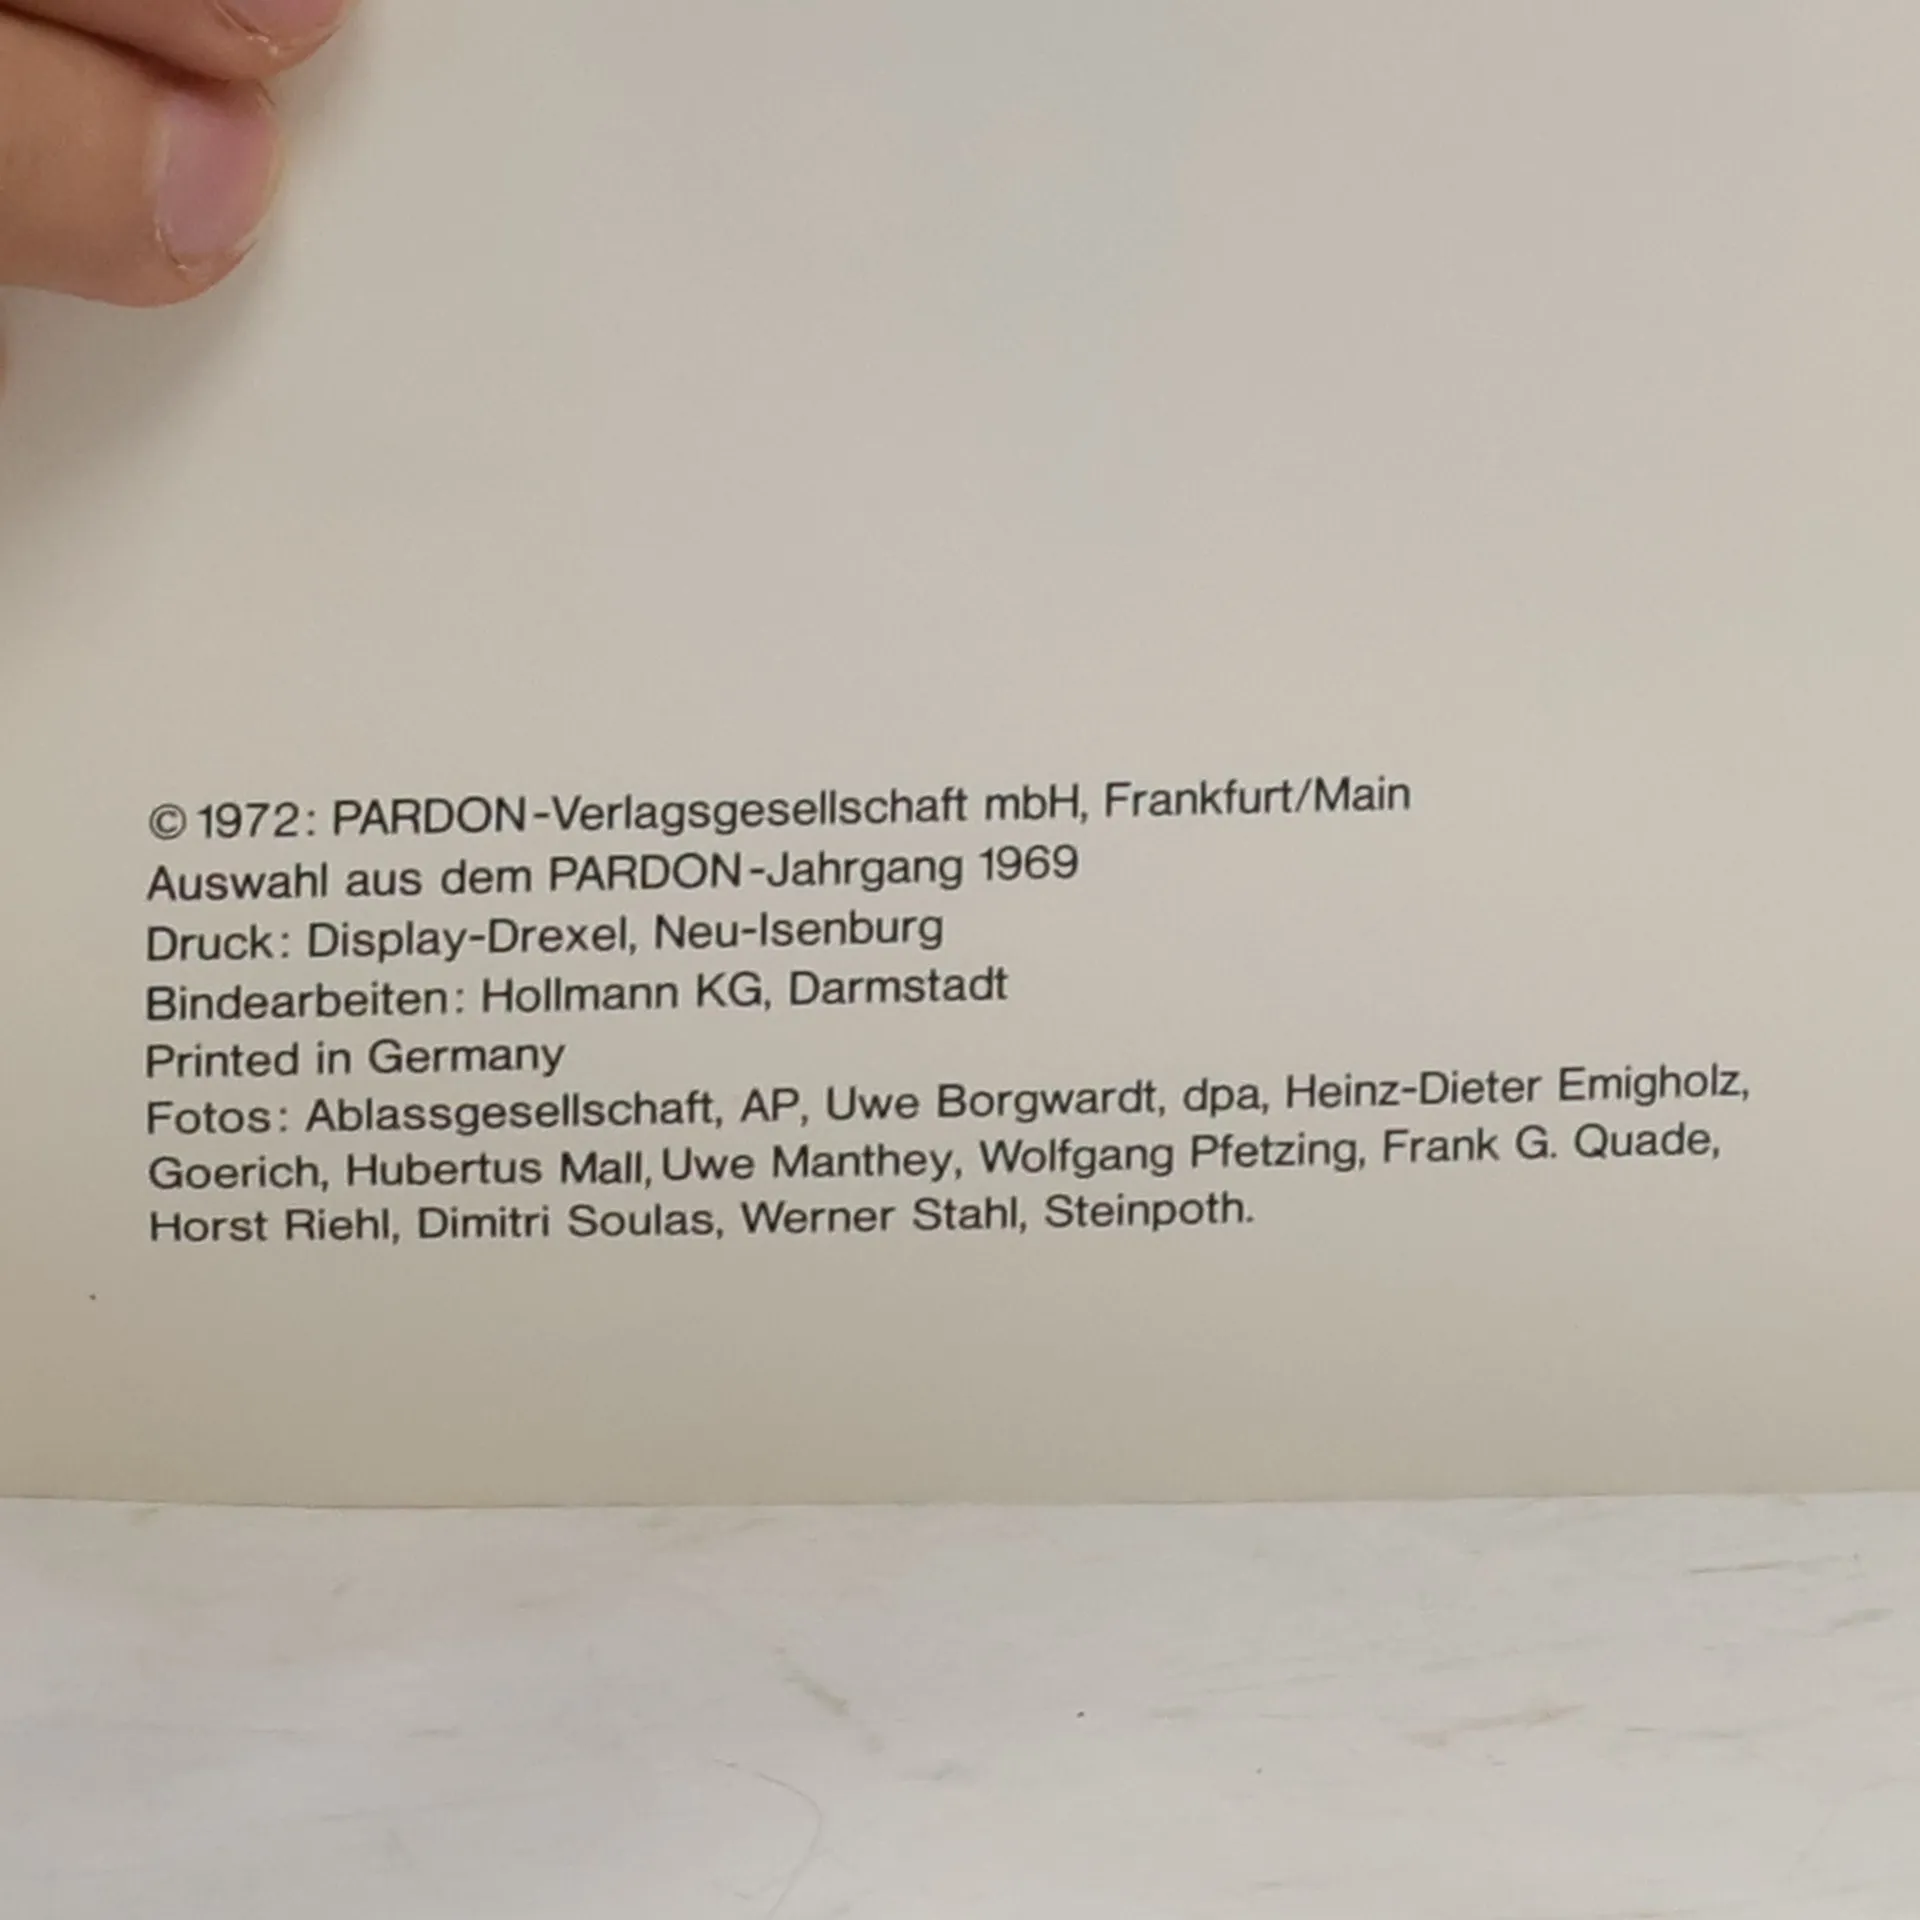 © 1972: PARDON-Verlagsgesellschaft mbH, Frankfurt/Main
Auswahl aus dem PARDON-Jahrgang 1969
Druck: Display-Drexel, Neu-Isenburg
Bindearbeiten: Hollmann KG, Darmstadt
Printed in Germany
Fotos: Ablassgesellschaft, AP, Uwe Borgwardt, dpa, Heinz-Dieter Emigholz,
Goerich, Hubertus Mall, Uwe Manthey, Wolfgang Pfetzing, Frank G. Quade,
Horst Riehl, Dimitri Soulas, Werner Stahl, Steinpoth.